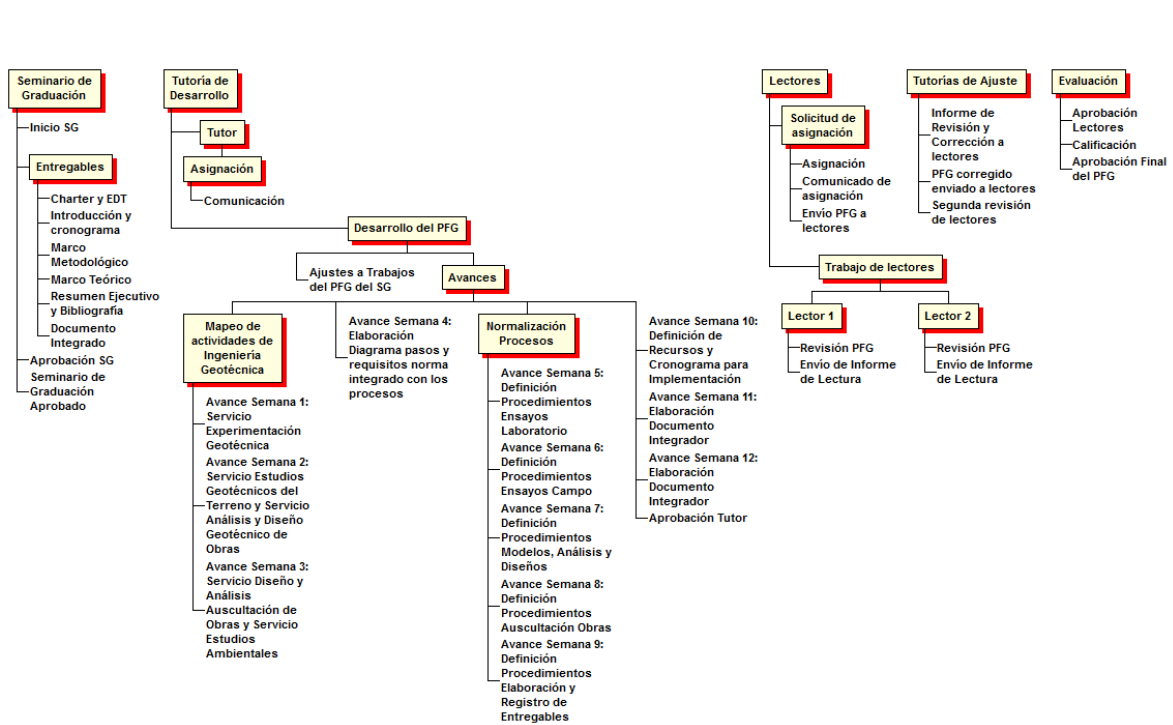 Seminario de
Graduación
Inicio SG
Entregables
Charter y EDT
Introducción y
cronograma
Marco
Metodológico
Marco Teórico
Resumen Ejecutivo
y Bibliografía
Documento
Integrado
Aprobación SG
Seminario de
Graduación
Aprobado
Tutoría de
Desarrollo
Tutor
Asignación
Comunicación
Desarrollo del PFG
Ajustes a Trabajos
del PFG del SG
Avances
Mapeo de
actividades de
Ingeniería
Geotécnica
Avance Semana 1:
Servicio
Experimentación
Geotécnica
Avance Semana 2:
Servicio Estudios
Geotécnicos del
Terreno y Servicio
Análisis y Diseño
Geotécnico de
Obras
Avance Semana 3:
Servicio Diseño y
Análisis
Auscultación de
Obras y Servicio
Estudios
Ambientales
Avance Semana 4:
Elaboración
Diagrama pasos y
requisitos norma
integrado con los
procesos
Normalización
Procesos
Avance Semana 5:
Definición
Procedimientos
Ensayos
Laboratorio
Avance Semana 6:
Definición
Procedimientos
Ensayos Campo
Avance Semana 7:
Definición
Procedimientos
Modelos, Análisis y
Diseños
Avance Semana 8:
Definición
Procedimientos
Auscultación Obras
Avance Semana 9:
Definición
Procedimientos
Elaboración y
Registro de
Entregables
Avance Semana 10:
Definición de
Recursos y
Cronograma para
Implementación
Avance Semana 11:
Elaboración
Documento
Integrador
Avance Semana 12:
Elaboración
Documento
Integrador
Aprobación Tutor
Lectores
Solicitud de
asignación
Asignación
Comunicado de
asignación
Envío PFG a
lectores
Trabajo de lectores
Lector 1
Revisión PFG
Envío de Informe
de Lectura
Lector 2
Revisión PFG
Envío de Informe
de Lectura
Tutorías de Ajuste
Informe de
Revisión y
Corrección a
lectores
PFG corregido
enviado a lectores
Segunda revisión
de lectores
Evaluación
Aprobación
Lectores
Calificación
Aprobación Final
del PFG